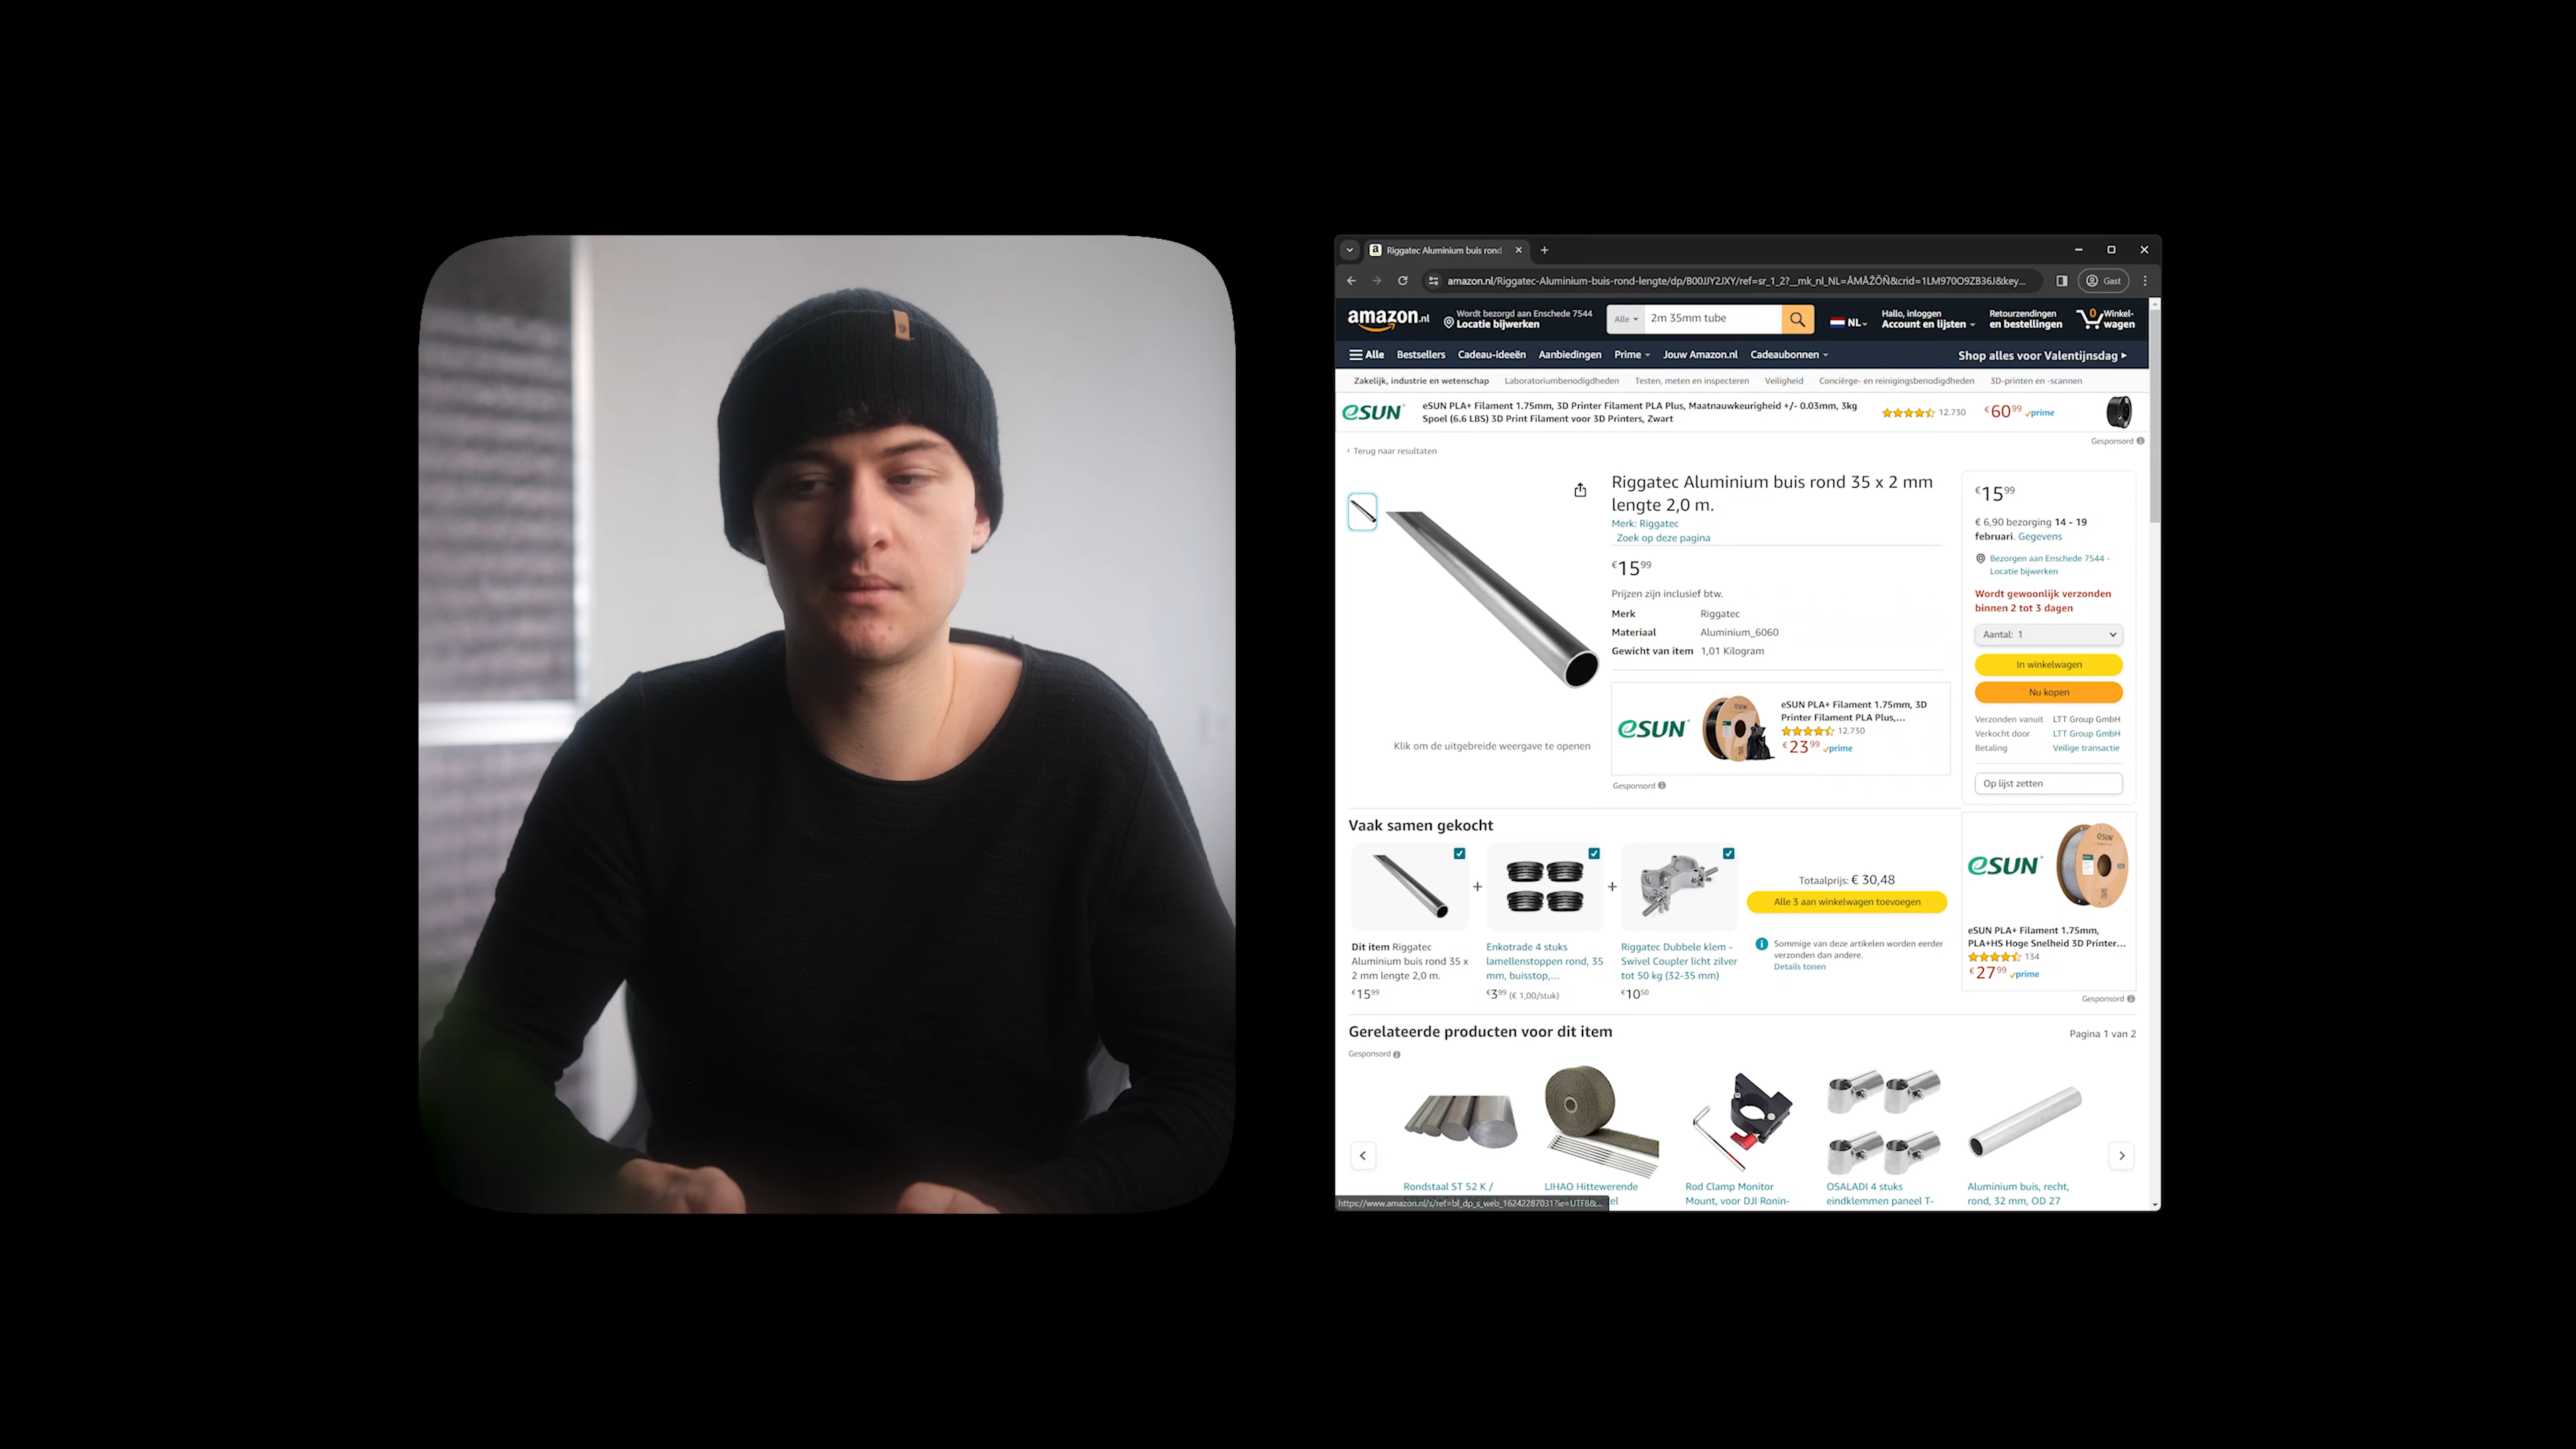 Riggatec Aluminium buis rond
amazon.nl/Riggatec-Aluminium-buis-rond-lengte/dp/B00JJY2JXY/ref=sr_1_2?__mk_nl_NL=ÅMÅŽÕÑ&crid=1LM970O9ZB36J&key...
Gast
amazon.nl
Wordt bezorgd aan Enschede 7544
Locatie bijwerken
Alle
2m 35mm tube
NL
Hallo, inloggen
Account en lijsten
Retourzendingen
en bestellingen
0
Winkel-
wagen
Alle
Bestsellers
Cadeau-ideeën
Aanbiedingen
Prime
Jouw Amazon.nl
Cadeaubonnen
Shop alles voor Valentijnsdag
Zakelijk, industrie en wetenschap
Laboratoriumbenodigdheden
Testen, meten en inspecteren
Veiligheid
Conciërge- en reinigingsbenodigdheden
3D-printen en -scannen
eSUN
eSUN PLA+ Filament 1.75mm, 3D Printer Filament PLA Plus, Maatnauwkeurigheid +/- 0.03mm, 3kg
Spoel (6.6 LBS) 3D Print Filament voor 3D Printers, Zwart
12.730
€60⁹⁹ prime
Gesponsord
‹ Terug naar resultaten
Riggatec Aluminium buis rond 35 x 2 mm
lengte 2,0 m.
Merk: Riggatec
Zoek op deze pagina
€15⁹⁹
Prijzen zijn inclusief btw.
Merk Riggatec
Materiaal Aluminium_6060
Gewicht van item 1,01 Kilogram
Klik om de uitgebreide weergave te openen
eSUN
eSUN PLA+ Filament 1.75mm, 3D
Printer Filament PLA Plus,...
12.730
€23⁹⁹ prime
Gesponsord
€15⁹⁹
€ 6,90 bezorging 14 - 19
februari. Gegevens
Bezorgen aan Enschede 7544 -
Locatie bijwerken
Wordt gewoonlijk verzonden
binnen 2 tot 3 dagen
Aantal: 1
In winkelwagen
Nu kopen
Verzonden vanuit LTT Group GmbH
Verkocht door LTT Group GmbH
Betaling Veilige transactie
Op lijst zetten
Vaak samen gekocht
Dit item Riggatec
Aluminium buis rond 35 x
2 mm lengte 2,0 m.
€15⁹⁹
+
Enkotrade 4 stuks
lamellenstoppen rond, 35
mm, buisstop,...
€3⁹⁹ (€ 1,00/stuk)
+
Riggatec Dubbele klem -
Swivel Coupler licht zilver
tot 50 kg (32-35 mm)
€10⁵⁰
Totaalprijs: € 30,48
Alle 3 aan winkelwagen toevoegen
Sommige van deze artikelen worden eerder
verzonden dan andere.
Details tonen
eSUN
eSUN PLA+ Filament 1.75mm,
PLA+HS Hoge Snelheid 3D Printer...
134
€27⁹⁹ prime
Gesponsord
Gerelateerde producten voor dit item
Pagina 1 van 2
Gesponsord
Rondstaal ST 52 K /
LIHAO Hittewerende
Rod Clamp Monitor
Mount, voor DJI Ronin-
OSALADI 4 stuks
eindklemmen paneel T-
Aluminium buis, recht,
rond, 32 mm, OD 27
https://www.amazon.nl/s/ref=bl_dp_s_web_16242287031?ie=UTF8&...